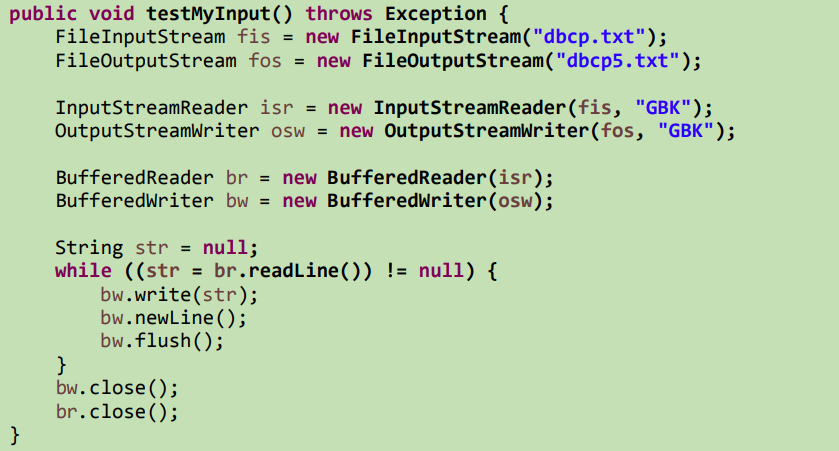 public void testMyInput() throws Exception {
    FileInputStream fis = new FileInputStream("dbcp.txt");
    FileOutputStream fos = new FileOutputStream("dbcp5.txt");

    InputStreamReader isr = new InputStreamReader(fis, "GBK");
    OutputStreamWriter osw = new OutputStreamWriter(fos, "GBK");

    BufferedReader br = new BufferedReader(isr);
    BufferedWriter bw = new BufferedWriter(osw);

    String str = null;
    while ((str = br.readLine()) != null) {
        bw.write(str);
        bw.newLine();
        bw.flush();
    }
    bw.close();
    br.close();
}